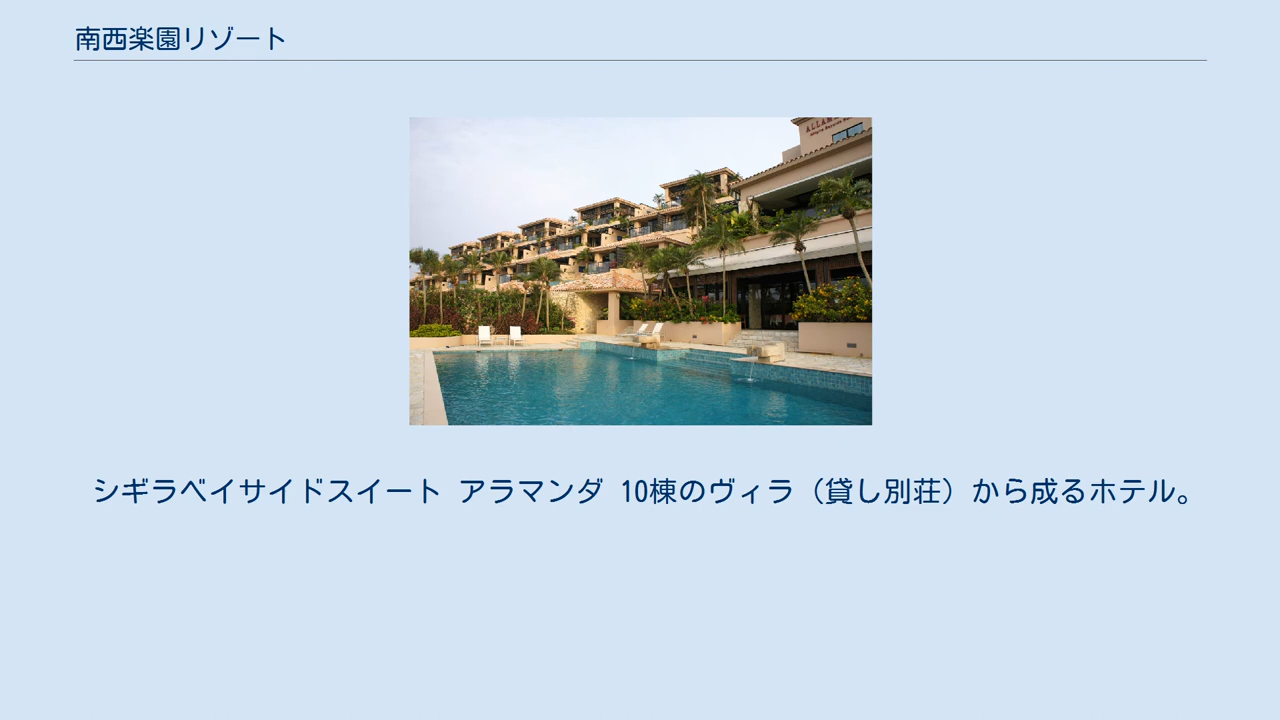 南西楽園リゾート
シギラベイサイドスイート アラマンダ 10棟のヴィラ（貸し別荘）から成るホテル。